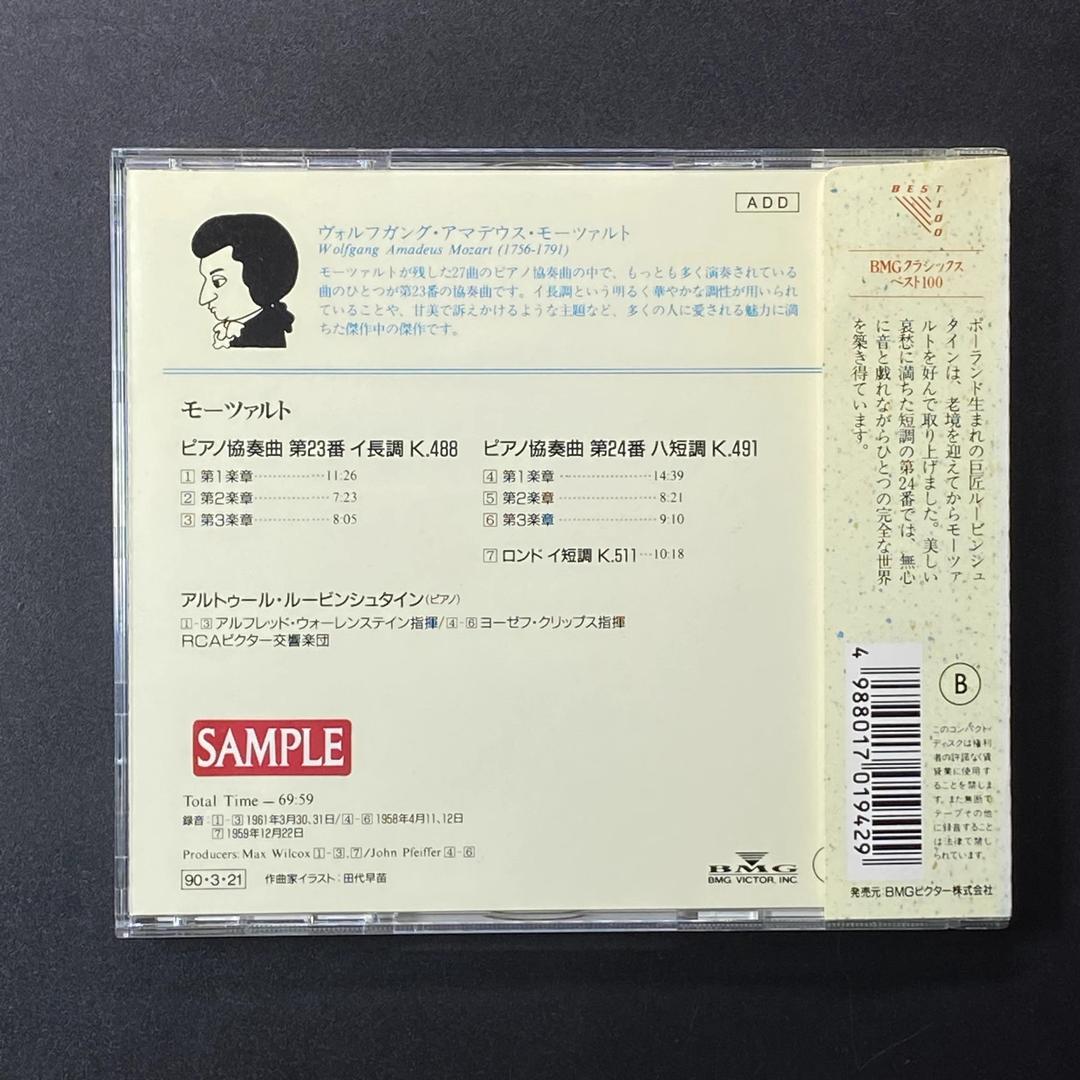 ADD
ヴォルフガング・アマデウス・モーツァルト
Wolfgang Amadeus Mozart (1756-1791)
モーツァルトが残した27曲のピアノ協奏曲の中で、もっとも多く演奏されている
曲のひとつが第23番の協奏曲です。イ長調という明るく華やかな調性が用いられ
ていることや、甘美で訴えかけるような主題など、多くの人に愛される魅力に満
ちた傑作中の傑作です。
モーツァルト
ピアノ協奏曲 第23番 イ長調 K.488
1 第1楽章 11:26
2 第2楽章 7:23
3 第3楽章 8:05
ピアノ協奏曲 第24番 ハ短調 K.491
4 第1楽章 14:39
5 第2楽章 8:21
6 第3楽章 9:10
7 ロンド イ短調 K.511 10:18
アルトゥール・ルービンシュタイン(ピアノ)
1-3 アルフレッド・ウォーレンステイン指揮/4-6 ヨーゼフ・クリップス指揮
RCAビクター交響楽団
SAMPLE
Total Time — 69:59
録音:1-3 1961年3月30,31日/4-6 1958年4月11,12日
7 1959年12月22日
Producers: Max Wilcox 1-3,7/John Pfeiffer 4-6
90・3・21 作曲家イラスト:田代早苗
BMG
BMG VICTOR, INC.
BEST
100
BMGクラシックス
ベスト100
ポーランド生まれの巨匠ルービンシュ
タインは、老境を迎えてからモーツァ
ルトを好んで取り上げました。美しい
哀愁に満ちた短調の第24番では、無心
に音と戯れながらひとつの完全な世界
を築き得ています。
B
4 988017 019429
このコンパクト・
ディスクは権利
者の許諾なく賃
貸業に使用す
ることを禁じま
す。また無断で
テープその他
に録音すること
は法律で禁じ
られています。
発売元:BMGビクター株式会社